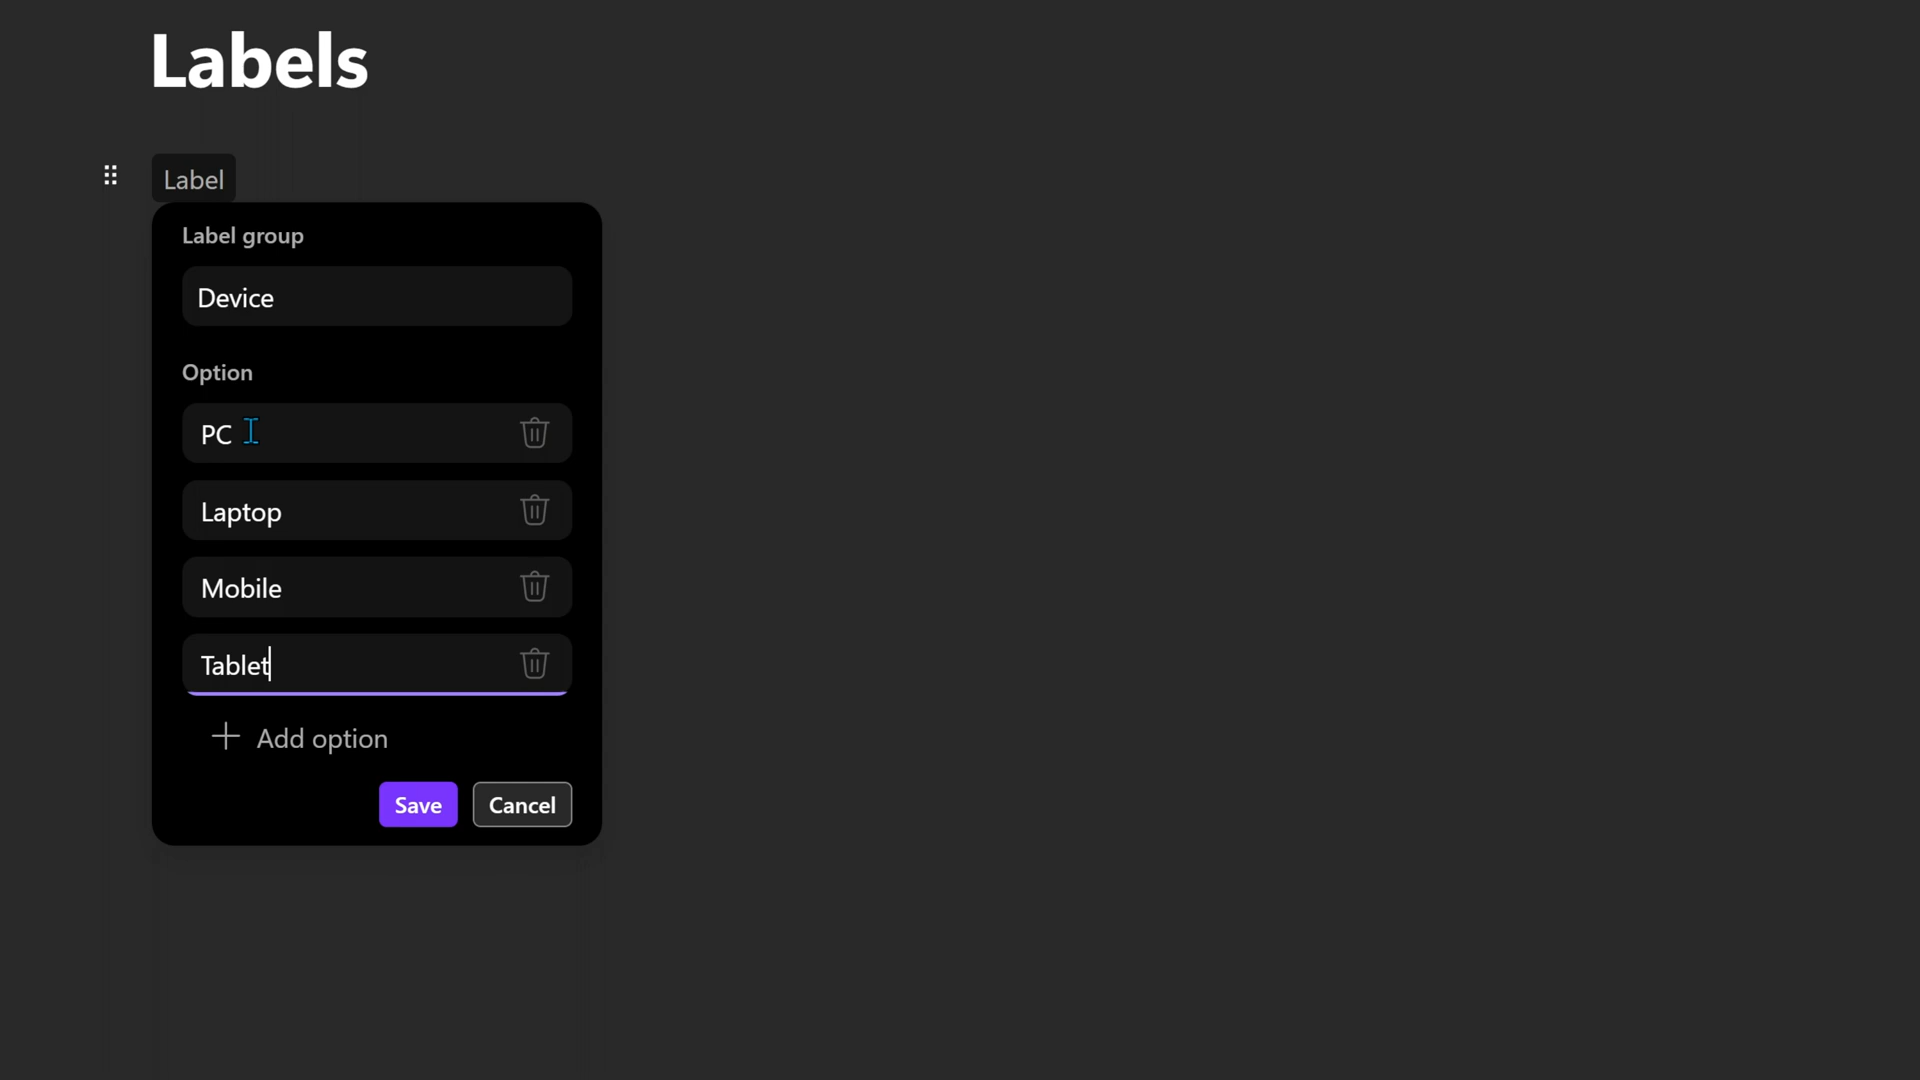 Labels
Label
Label group
Device
Option
PC
Laptop
Mobile
Tablet
Add option
Save Cancel